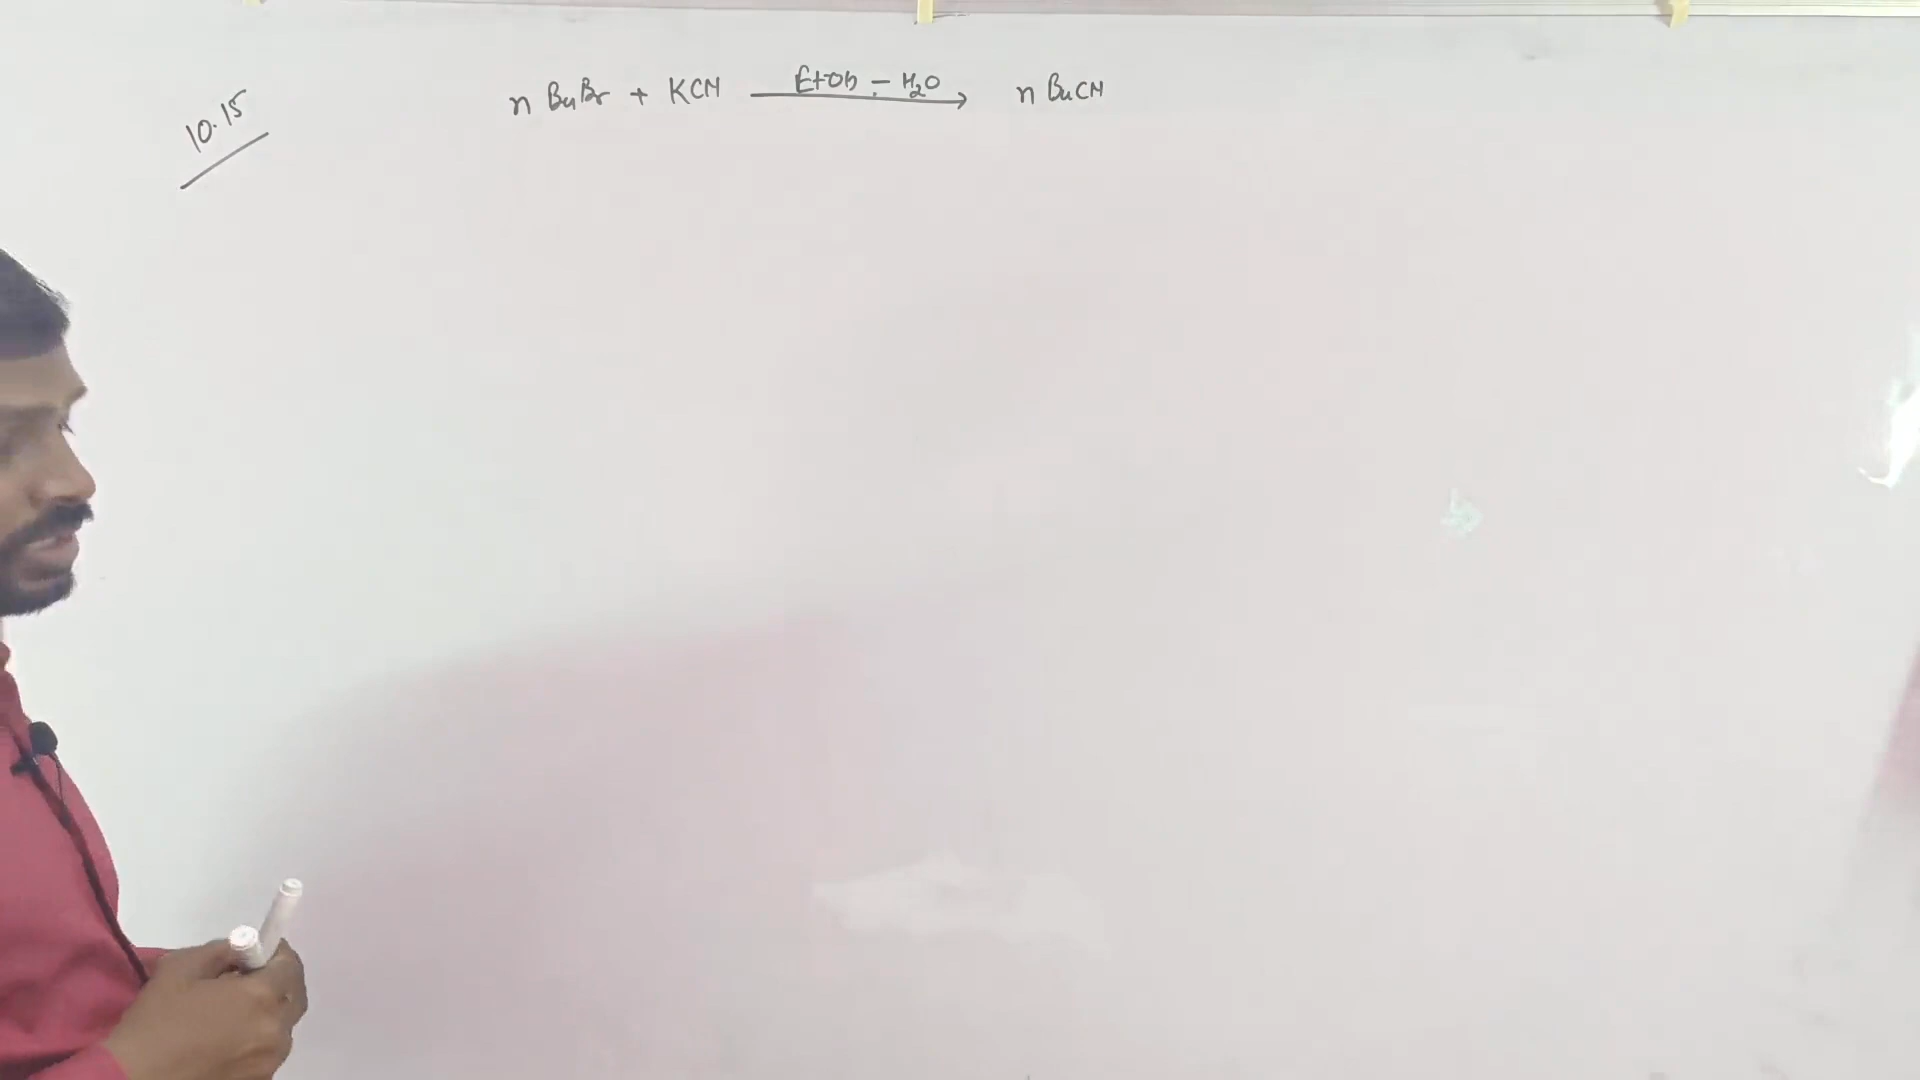 10.15
n BuBr + KCN EtOH - H₂O → n BuCN